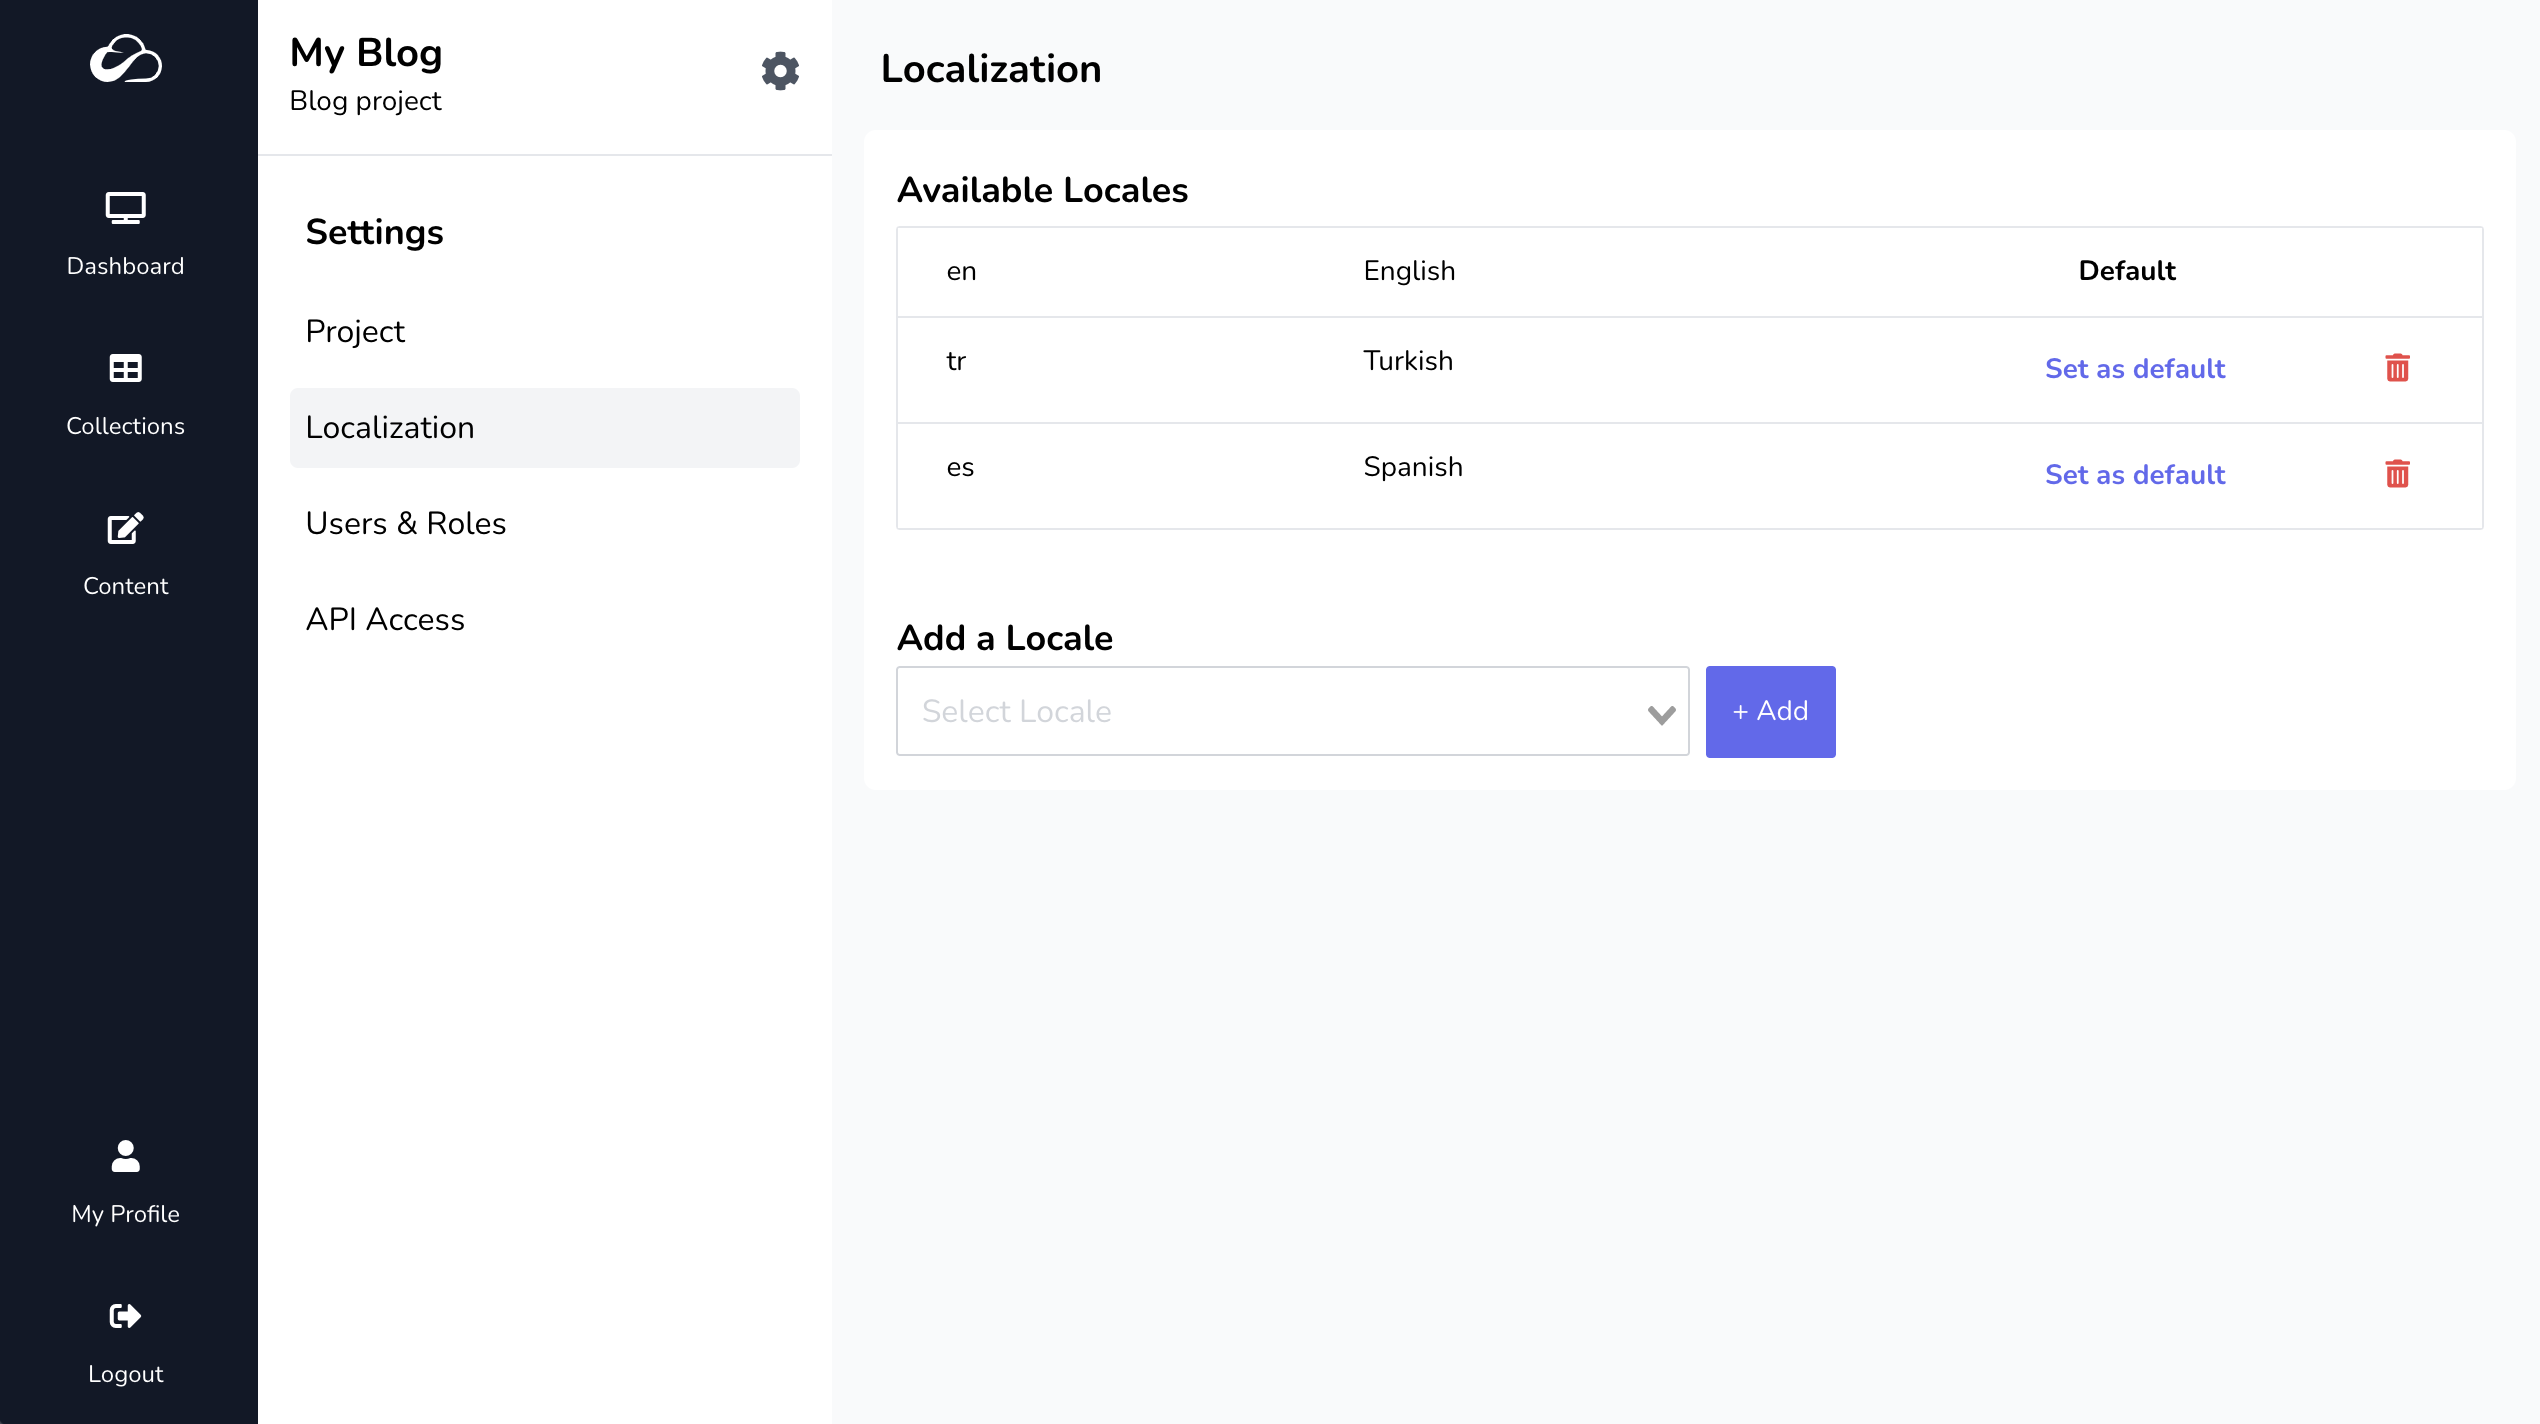 My Blog
Blog project
Dashboard
Collections
Content
My Profile
Logout
Settings
Project
Localization
Users & Roles
API Access
Localization
Available Locales
en English Default
tr Turkish Set as default
es Spanish Set as default
Add a Locale
Select Locale
+ Add